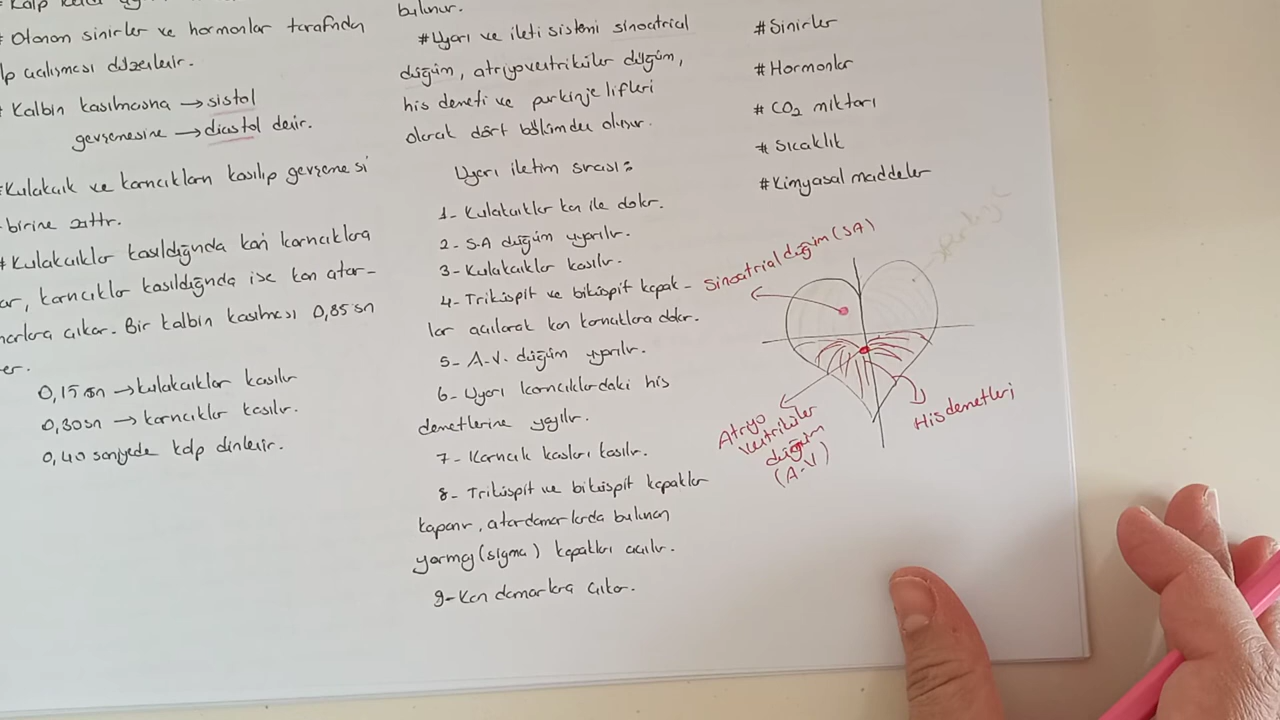 # Otonom sinirler ve hormonlar tarafından
lp çalışması düzenlenir.
# Kalbin kasılmasına → sistol
gevşemesine → diastol denir.
# Kulakçık ve karıncıkların kasılıp gevşemesi
birine zıttır.
# Kulakçıklar kasıldığında kan karıncıklara
ar, karıncıklar kasıldığında ise kan atar-
marlara çıkar. Bir kalbin kasılması 0,85 sn
er.
0,15 sn → kulakçıklar kasılır
0,30 sn → karıncıklar kasılır.
0,40 saniyede kalp dinlenir.
bulunur.
# Uyarı ve ileti sistemi sinoatrial
düğüm, atriyoventriküler düğüm,
his demeti ve purkinje lifleri
olarak dört bölümden oluşur.
Uyarı iletim sırası:
1- Kulakçıklar kan ile dolar.
2- S.A düğüm uyarılır.
3- Kulakçıklar kasılır.
4- Triküspit ve biküspit kapak-
lar açılarak kan karıncıklara dolar.
5- A.V. düğüm uyarılır.
6- Uyarı karıncıklardaki his
demetlerine yayılır.
7- Karıncık kasları kasılır.
8- Triküspit ve biküspit kapaklar
kapanır, atardamarlarda bulunan
yarımay (sigma) kapakları açılır.
9- Kan damarlara çıkar.
# Sinirler
# Hormonlar
# CO₂ miktarı
# Sıcaklık
# Kimyasal maddeler
Sinoatrial düğüm (SA)
Atriyo
ventriküler
düğüm
(A-V)
His demetleri